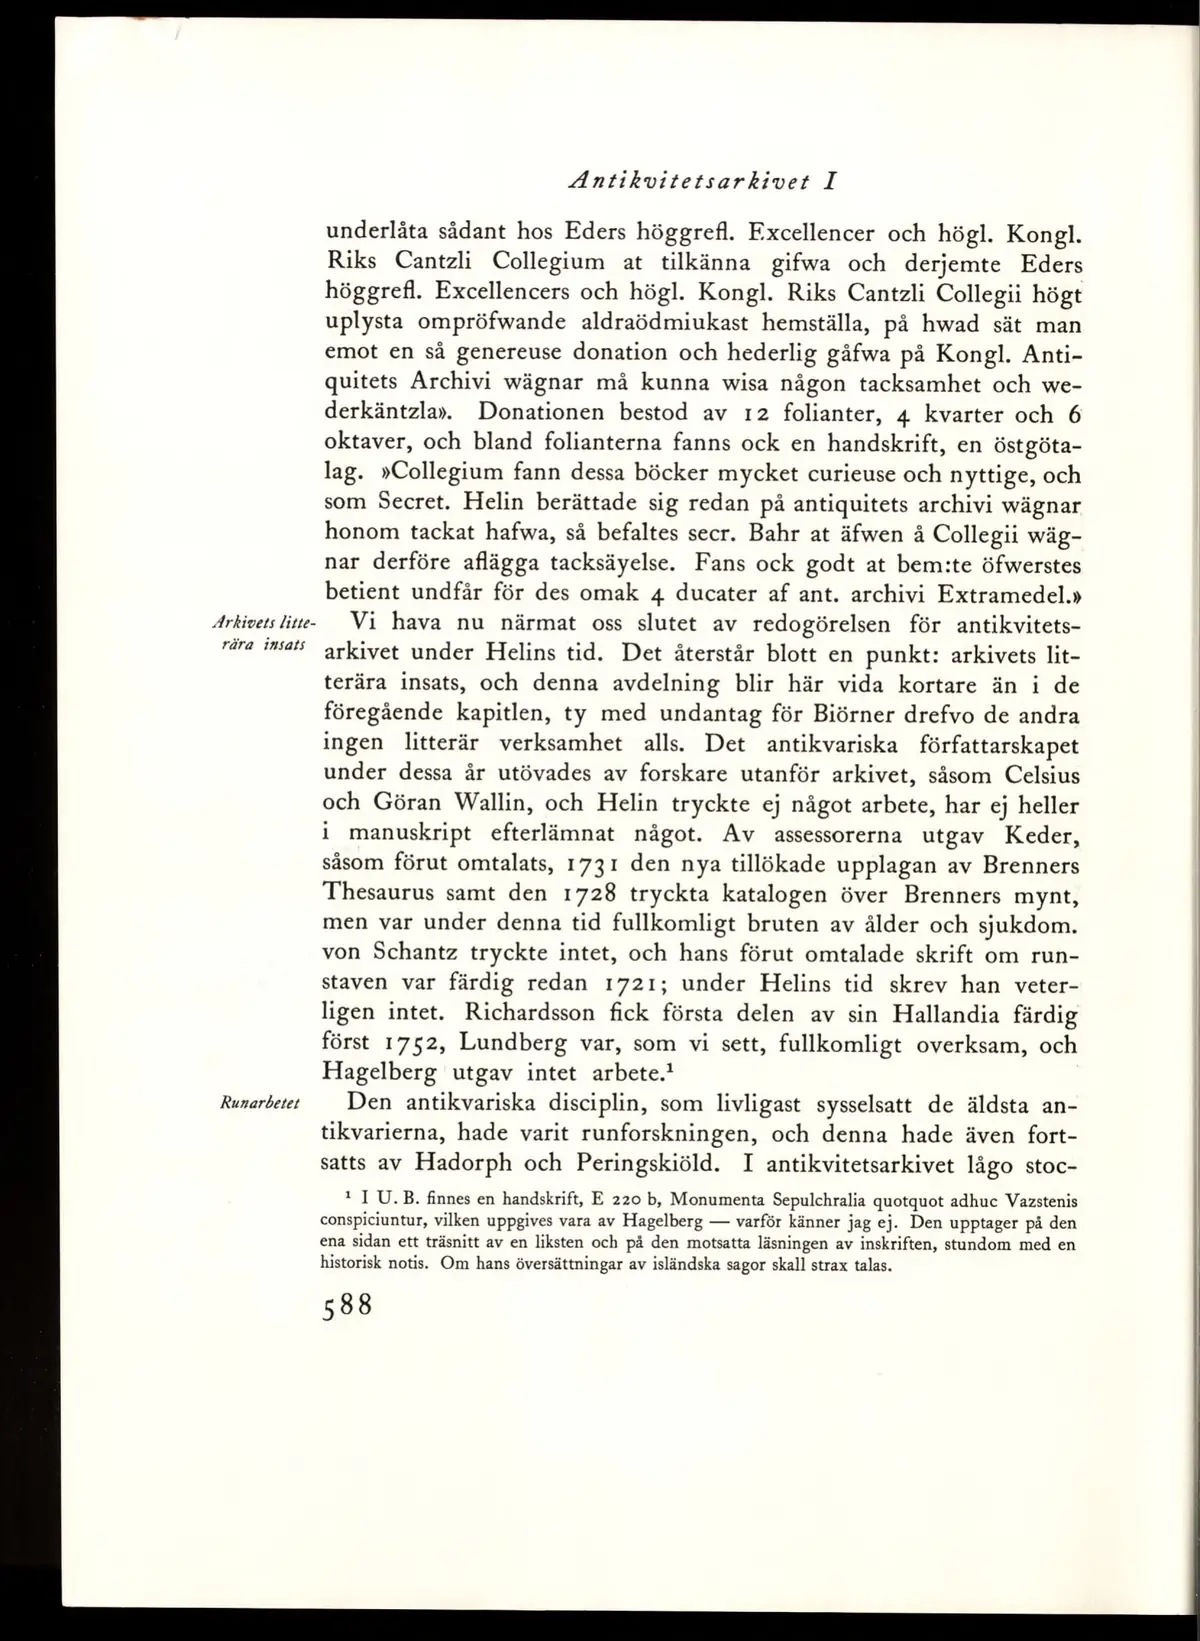 Antikvitetsarkivet I
underlåta sådant hos Eders höggrefl. Excellencer och högl. Kongl.
Riks Cantzli Collegium at tilkänna gifwa och derjemte Eders
höggrefl. Excellencers och högl. Kongl. Riks Cantzli Collegii högt
uplysta ompröfwande aldraödmiukast hemställa, på hwad sät man
emot en så genereuse donation och hederlig gåfwa på Kongl. Anti-
quitets Archivi wägnar må kunna wisa någon tacksamhet och we-
derkäntzla». Donationen bestod av 12 folianter, 4 kvarter och 6
oktaver, och bland folianterna fanns ock en handskrift, en östgöta-
lag. »Collegium fann dessa böcker mycket curieuse och nyttige, och
som Secret. Helin berättade sig redan på antiquitets archivi wägnar
honom tackat hafwa, så befaltes secr. Bahr at äfwen å Collegii wäg-
nar derföre aflägga tacksäyelse. Fans ock godt at bem:te öfwerstes
betient undfår för des omak 4 ducater af ant. archivi Extramedel.»
Arkivets litte-
rära insats
Vi hava nu närmat oss slutet av redogörelsen för antikvitets-
arkivet under Helins tid. Det återstår blott en punkt: arkivets lit-
terära insats, och denna avdelning blir här vida kortare än i de
föregående kapitlen, ty med undantag för Biörner drefvo de andra
ingen litterär verksamhet alls. Det antikvariska författarskapet
under dessa år utövades av forskare utanför arkivet, såsom Celsius
och Göran Wallin, och Helin tryckte ej något arbete, har ej heller
i manuskript efterlämnat något. Av assessorerna utgav Keder,
såsom förut omtalats, 1731 den nya tillökade upplagan av Brenners
Thesaurus samt den 1728 tryckta katalogen över Brenners mynt,
men var under denna tid fullkomligt bruten av ålder och sjukdom.
von Schantz tryckte intet, och hans förut omtalade skrift om run-
staven var färdig redan 1721; under Helins tid skrev han veter-
ligen intet. Richardsson fick första delen av sin Hallandia färdig
först 1752, Lundberg var, som vi sett, fullkomligt overksam, och
Hagelberg utgav intet arbete.¹
Runarbetet
Den antikvariska disciplin, som livligast sysselsatt de äldsta an-
tikvarierna, hade varit runforskningen, och denna hade även fort-
satts av Hadorph och Peringskiöld. I antikvitetsarkivet lågo stoc-
¹ I U. B. finnes en handskrift, E 220 b, Monumenta Sepulchralia quotquot adhuc Vazstenis
conspiciuntur, vilken uppgives vara av Hagelberg — varför känner jag ej. Den upptager på den
ena sidan ett träsnitt av en liksten och på den motsatta läsningen av inskriften, stundom med en
historisk notis. Om hans översättningar av isländska sagor skall strax talas.
588